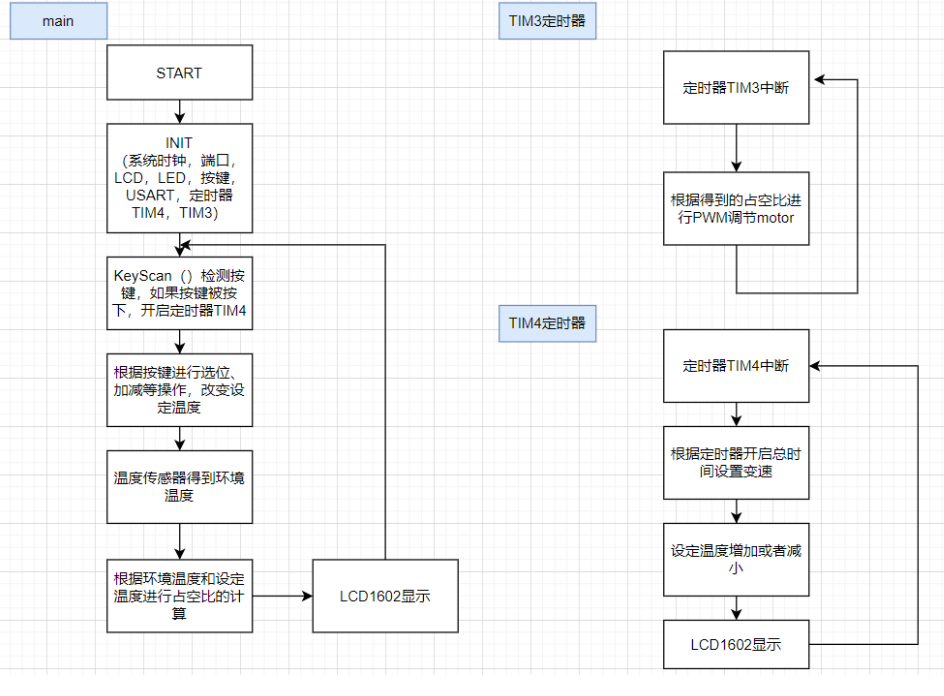 main
START
INIT
（系统时钟，端口，
LCD，LED，按键，
USART，定时器
TIM4，TIM3）
KeyScan（）检测按
键，如果按键被按
下，开启定时器TIM4
根据按键进行选位、
加减等操作，改变设
定温度
温度传感器得到环境
温度
根据环境温度和设定
温度进行占空比的计
算
LCD1602显示
TIM3定时器
定时器TIM3中断
根据得到的占空比进
行PWM调节motor
TIM4定时器
定时器TIM4中断
根据定时器开启总时
间设置变速
设定温度增加或者减
小
LCD1602显示